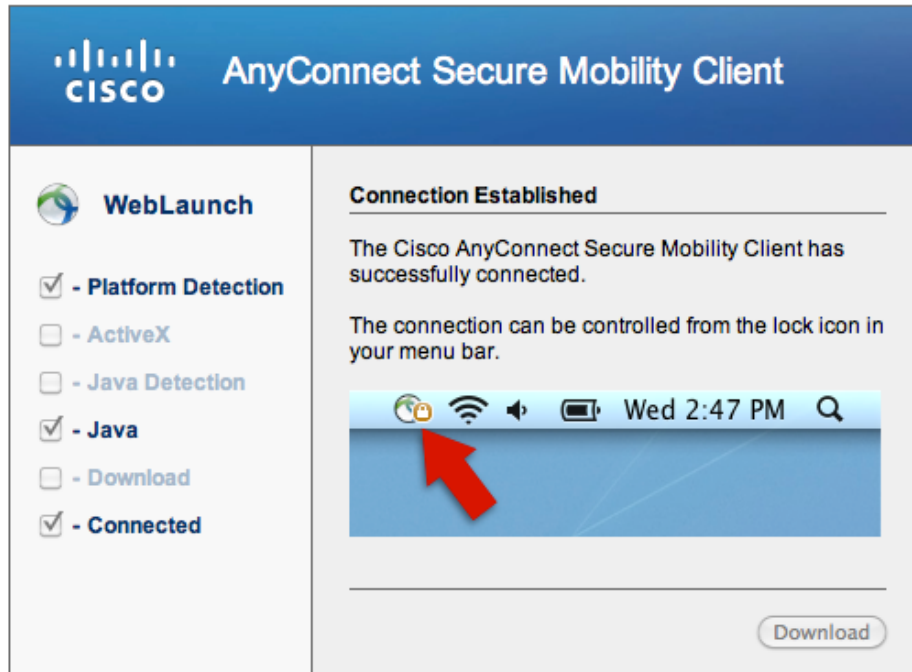 CISCO
AnyConnect Secure Mobility Client
WebLaunch
- Platform Detection
- ActiveX
- Java Detection
- Java
- Download
- Connected
Connection Established
The Cisco AnyConnect Secure Mobility Client has
successfully connected.
The connection can be controlled from the lock icon in
your menu bar.
Wed 2:47 PM
Download